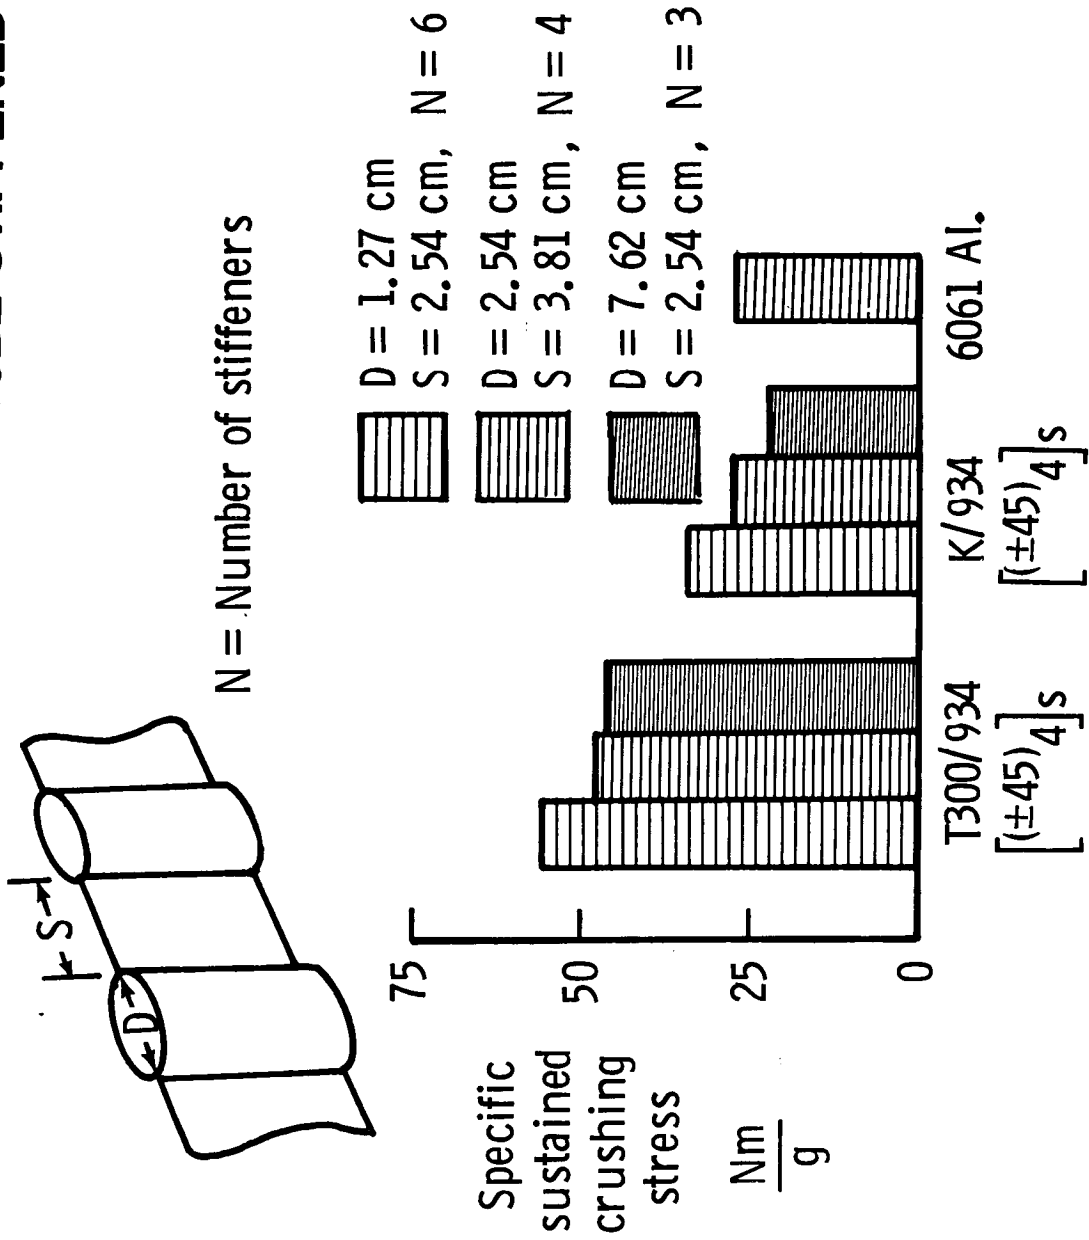 N = Number of stiffeners
S
D
D = 1.27 cm
S = 2.54 cm, N = 6
D = 2.54 cm
S = 3.81 cm, N = 4
D = 7.62 cm
S = 2.54 cm, N = 3
Specific
sustained
crushing
stress
Nm
g
75
50
25
0
T300/934
[(±45)4]s
K/934
[(±45)4]s
6061 Al.